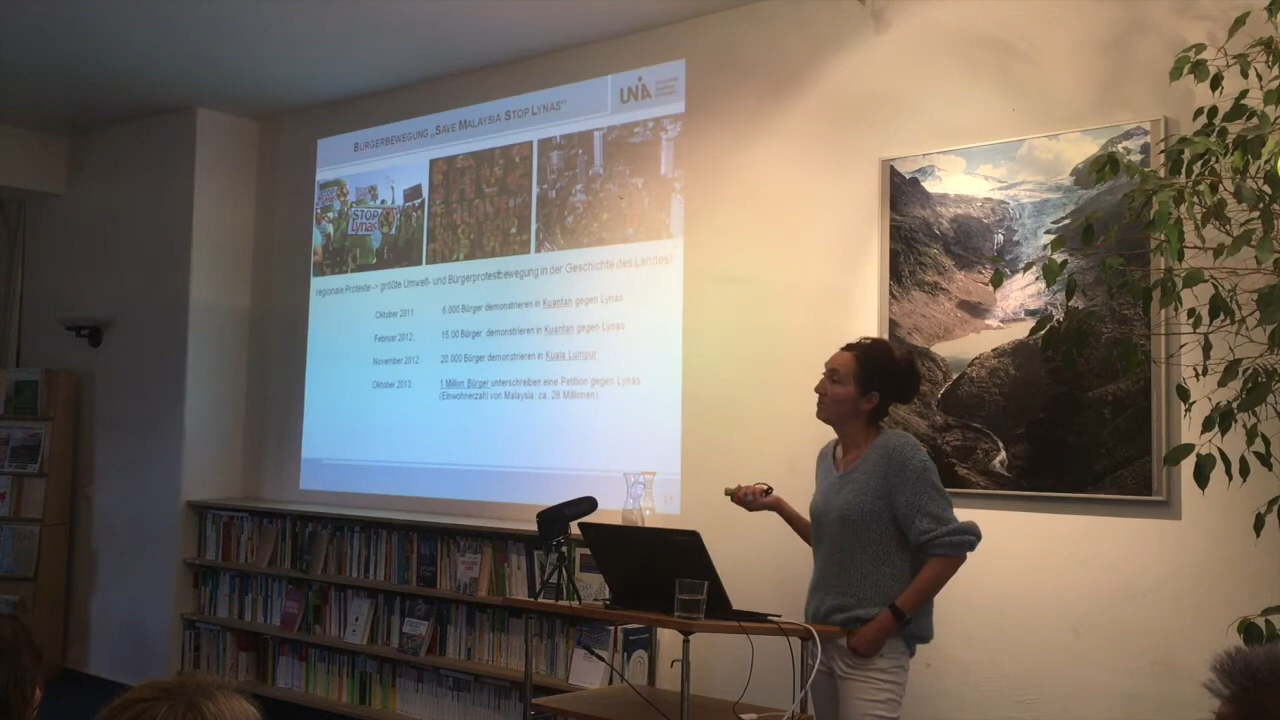 BÜRGERBEWEGUNG „SAVE MALAYSIA STOP LYNAS“
UNIA
STOP
Lynas
regionale Proteste --> größte Umwelt- und Bürgerprotestbewegung in der Geschichte des Landes!
Oktober 2011: 6.000 Bürger demonstrieren in Kuantan gegen Lynas
Februar 2012: 15.00 Bürger demonstrieren in Kuantan gegen Lynas
November 2012: 20.000 Bürger demonstrieren in Kuala Lumpur
Oktober 2013: 1 Million Bürger unterschreiben eine Petition gegen Lynas
(Einwohnerzahl von Malaysia: ca. 28 Millionen)